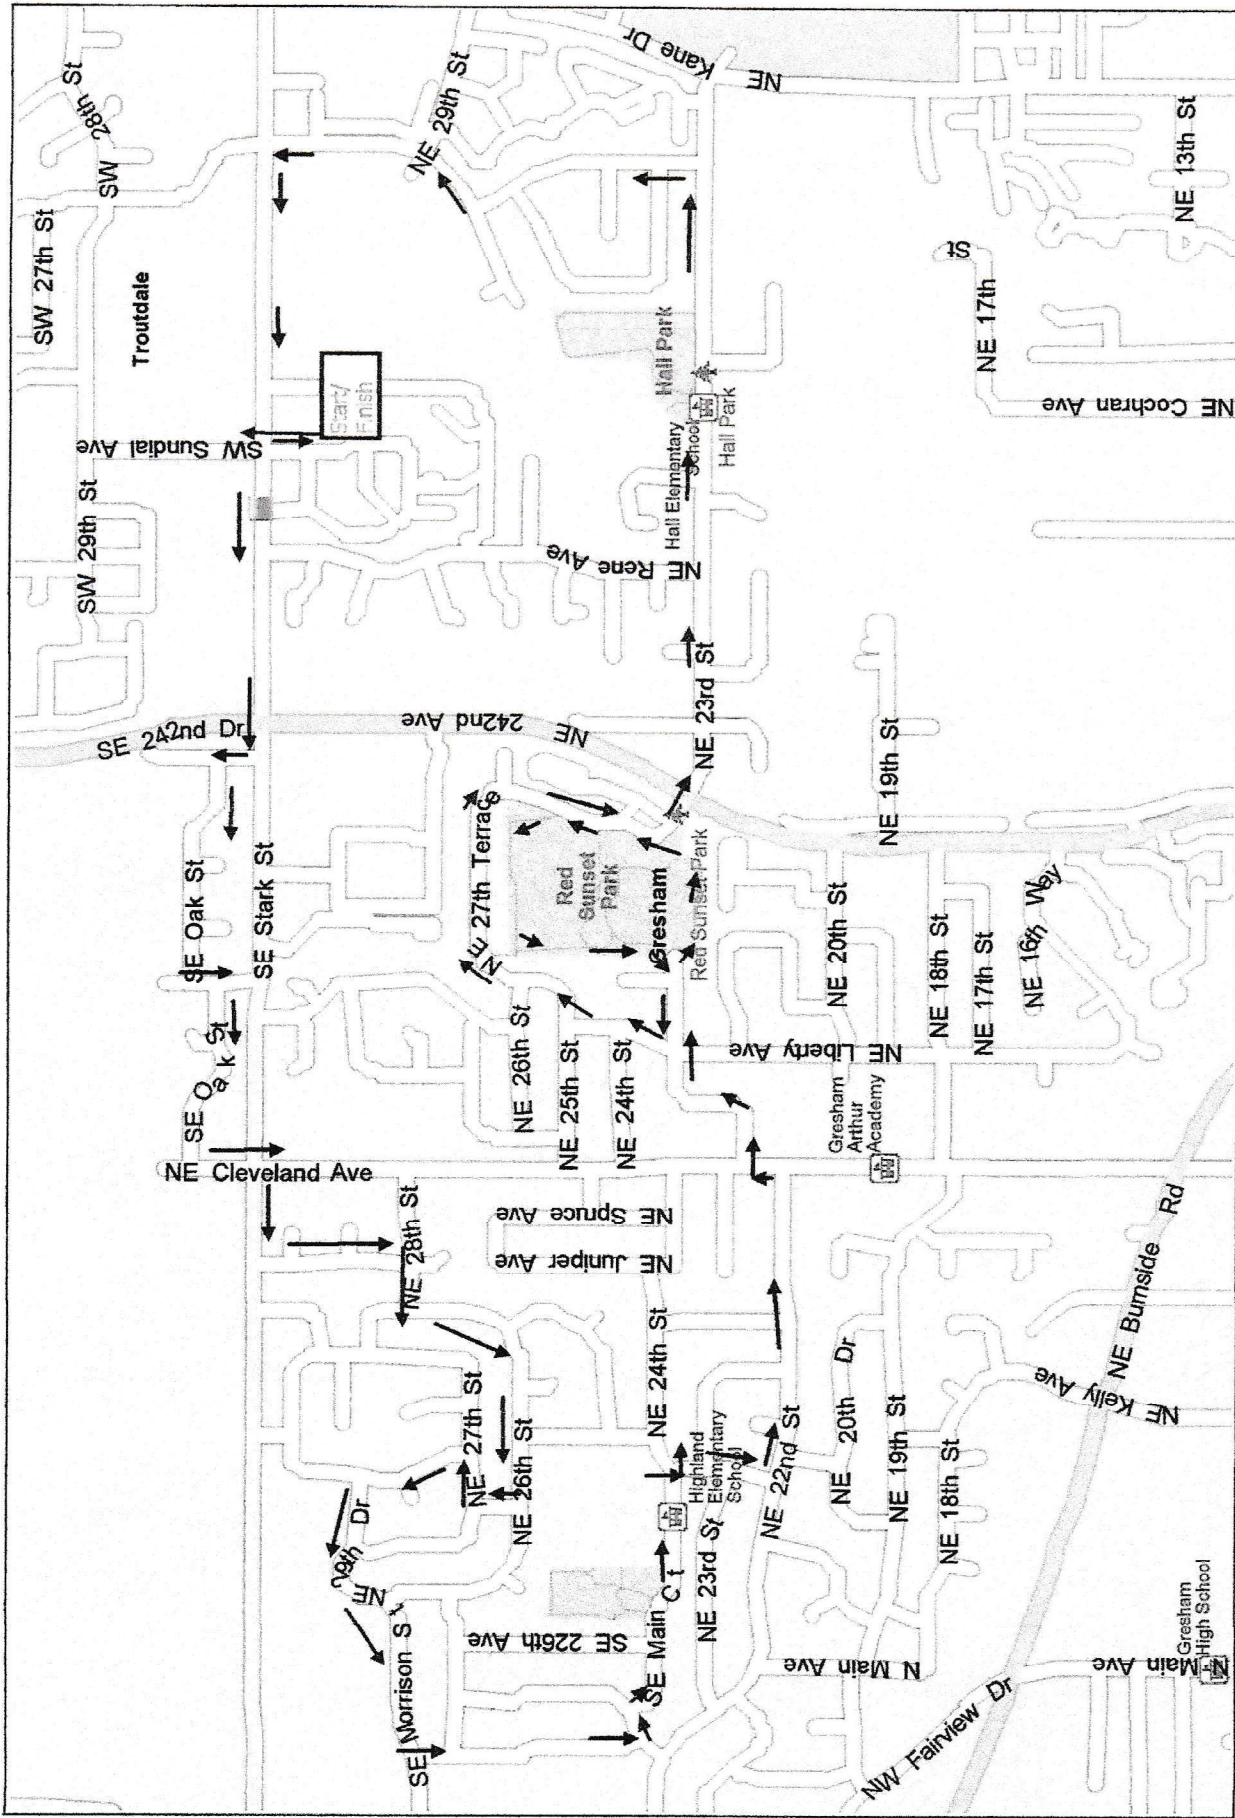 SW 27th St
SW 28th St
Troutdale
SW 29th St
SW Sundial Ave
Start/
Finish
NE 29th St
NE Kane Dr
SE 242nd Dr
SE Oak St
SE Stark St
SE Oak St
NE Cleveland Ave
NE 242nd Ave
NE Rene Ave
Hall Elementary
School
Hall Park
Hall Park
NE 23rd St
NE 27th Terrace
Red
Sunset
Park
Gresham
Red Sunset Park
NE 26th St
NE 25th St
NE 24th St
NE Liberty Ave
NE 20th St
NE 19th St
NE 18th St
NE 17th St
NE 16th Way
NE 17th
St
NE 13th St
NE Cochran Ave
Gresham
Arthur
Academy
NE Spruce Ave
NE Juniper Ave
NE 28th St
NE 27th St
NE 26th St
NE 24th St
NE 29th Dr
SE Morrison St
SE 226th Ave
SE Main Ct
Highland
Elementary
School
NE 23rd St
NE 22nd St
NE 20th Dr
NE 19th St
NE 18th St
NE Kelly Ave
NE Burnside Rd
N Main Ave
N Main Ave
NW Fairview Dr
Gresham
High School